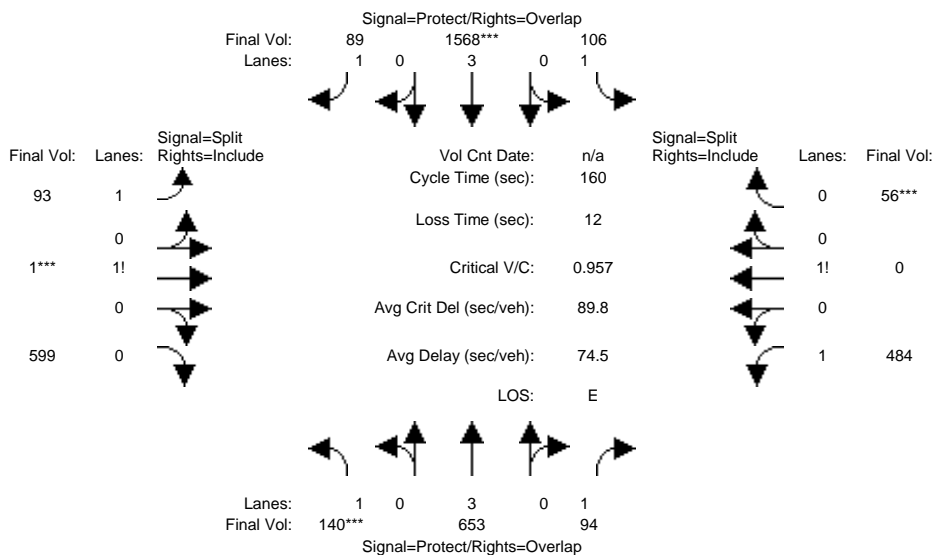 Signal=Protect/Rights=Overlap
Final Vol: 89 1568*** 106
Lanes: 1 0 3 0 1
Signal=Split
Final Vol: Lanes: Rights=Include
Vol Cnt Date: n/a
Signal=Split
Rights=Include Lanes: Final Vol:
Cycle Time (sec): 160
93 1
0 56***
Loss Time (sec): 12
0
0
1*** 1!
Critical V/C: 0.957
1! 0
0
Avg Crit Del (sec/veh): 89.8
0
599 0
Avg Delay (sec/veh): 74.5
1 484
LOS: E
Lanes: 1 0 3 0 1
Final Vol: 140*** 653 94
Signal=Protect/Rights=Overlap